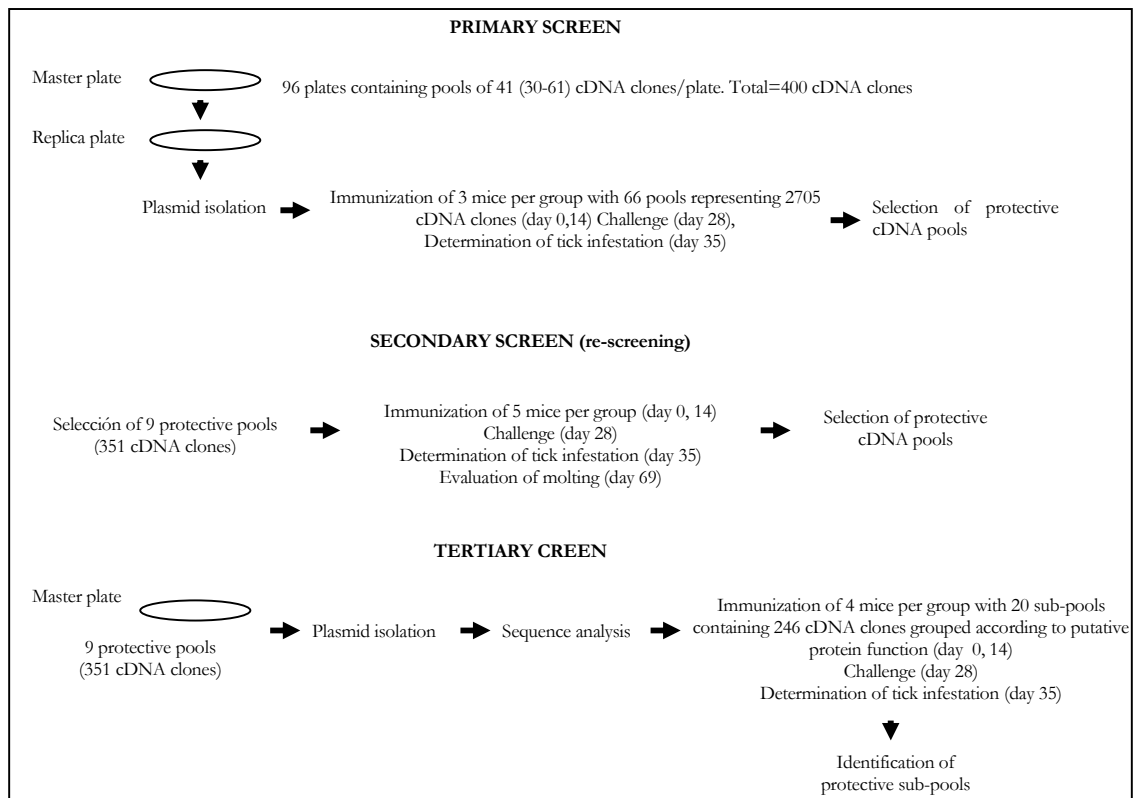 PRIMARY SCREEN
Master plate
96 plates containing pools of 41 (30-61) cDNA clones/plate. Total=400 cDNA clones
Replica plate
Plasmid isolation
Immunization of 3 mice per group with 66 pools representing 2705
cDNA clones (day 0,14) Challenge (day 28),
Determination of tick infestation (day 35)
Selection of protective
cDNA pools
SECONDARY SCREEN (re-screening)
Selección of 9 protective pools
(351 cDNA clones)
Immunization of 5 mice per group (day 0, 14)
Challenge (day 28)
Determination of tick infestation (day 35)
Evaluation of molting (day 69)
Selection of protective
cDNA pools
TERTIARY CREEN
Master plate
9 protective pools
(351 cDNA clones)
Plasmid isolation
Sequence analysis
Immunization of 4 mice per group with 20 sub-pools
containing 246 cDNA clones grouped according to putative
protein function (day 0, 14)
Challenge (day 28)
Determination of tick infestation (day 35)
Identification of
protective sub-pools